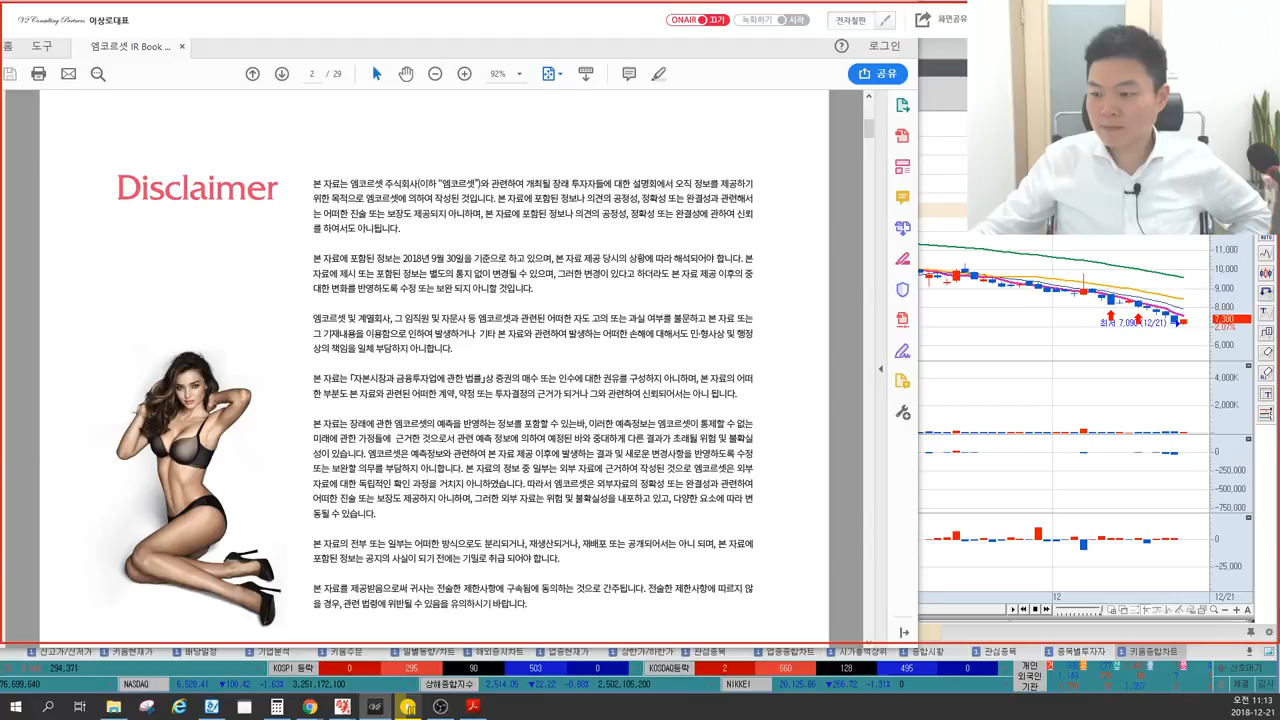 V2 Consulting Partners 이상로대표
ONAIR 끄기
녹화하기 시작
전자칠판
화면공유
홈
도구
엠코르셋 IR Book ...
로그인
2 / 29
92%
공유
Disclaimer
본 자료는 엠코르셋 주식회사(이하 “엠코르셋”)와 관련하여 개최될 장래 투자자들에 대한 설명회에서 오직 정보를 제공하기
위한 목적으로 엠코르셋에 의하여 작성된 것입니다. 본 자료에 포함된 정보나 의견의 공정성, 정확성 또는 완결성과 관련해서
는 어떠한 진술 또는 보장도 제공되지 아니하며, 본 자료에 포함된 정보나 의견의 공정성, 정확성 또는 완결성에 관하여 신뢰
를 하여서도 아니됩니다.
본 자료에 포함된 정보는 2018년 9월 30일을 기준으로 하고 있으며, 본 자료 제공 당시의 상황에 따라 해석되어야 합니다. 본
자료에 제시 또는 포함된 정보는 별도의 통지 없이 변경될 수 있으며, 그러한 변경이 있다고 하더라도 본 자료 제공 이후의 중
대한 변화를 반영하도록 수정 또는 보완 되지 아니할 것입니다.
엠코르셋 및 계열회사, 그 임직원 및 자문사 등 엠코르셋과 관련된 어떠한 자도 고의 또는 과실 여부를 불문하고 본 자료 또는
그 기재내용을 이용함으로 인하여 발생하거나 기타 본 자료와 관련하여 발생하는 어떠한 손해에 대해서도 민·형사상 및 행정
상의 책임을 일체 부담하지 아니합니다.
본 자료는 「자본시장과 금융투자업에 관한 법률」상 증권의 매수 또는 인수에 대한 권유를 구성하지 아니하며, 본 자료의 어떠
한 부분도 본 자료와 관련된 어떠한 계약, 약정 또는 투자결정의 근거가 되거나 그와 관련하여 신뢰되어서는 아니 됩니다.
본 자료는 장래에 관한 엠코르셋의 예측을 반영하는 정보를 포함할 수 있는바, 이러한 예측정보는 엠코르셋이 통제할 수 없는
미래에 관한 가정들에 근거한 것으로서 관련 예측 정보에 의하여 예정된 바와 중대하게 다른 결과가 초래될 위험 및 불확실
성이 있습니다. 엠코르셋은 예측정보와 관련하여 본 자료 제공 이후에 발생하는 결과 및 새로운 변경사항을 반영하도록 수정
또는 보완할 의무를 부담하지 아니합니다. 본 자료의 정보 중 일부는 외부 자료에 근거하여 작성된 것으로 엠코르셋은 외부
자료에 대한 독립적인 확인 과정을 거치지 아니하였습니다. 따라서 엠코르셋은 외부자료의 정확성 또는 완결성과 관련하여
어떠한 진술 또는 보장도 제공하지 아니하며, 그러한 외부 자료는 위험 및 불확실성을 내포하고 있고, 다양한 요소에 따라 변
동될 수 있습니다.
본 자료의 전부 또는 일부는 어떠한 방식으로도 분리되거나, 재생산되거나, 재배포 또는 공개되어서는 아니 되며, 본 자료에
포함된 정보는 공지의 사실이 되기 전에는 기밀로 취급 되어야 합니다.
본 자료를 제공받음으로써 귀사는 전술한 제한사항에 구속됨에 동의하는 것으로 간주됩니다. 전술한 제한사항에 따르지 않
을 경우, 관련 법령에 위반될 수 있음을 유의하시기 바랍니다.
11,000
10,000
9,000
8,000
7,380
2.07%
6,000
최저 7,090 (12/21)
4,000K
2,000K
0
-250,000
-500,000
-750,000
0
-25,000
12
12/21
신고가/신저가
키움현재가
배당일정
기업분석
키움주문
일별동향/차트
해외증시차트
업종현재가
상한가/하한가
관심종목
업종종합차트
시가총액상위
종합시황
관심종목
종목별투자자
키움종합차트
294,371
KOSPI 등락 0 295 90 503 0
KOSDAQ등락 2 660 128 495 0
개인
외국인
기관
신호대기
76,699,640
NASDAQ 6,528.41 ▼108.42 -1.63% 3,251,172,100
상해종합지수 2,514.05 ▼22.22 -0.88% 2,502,105,200
NIKKEI 20,125.86 ▼266.72 -1.31% 0
체결
감시
오전 11:13
2018-12-21